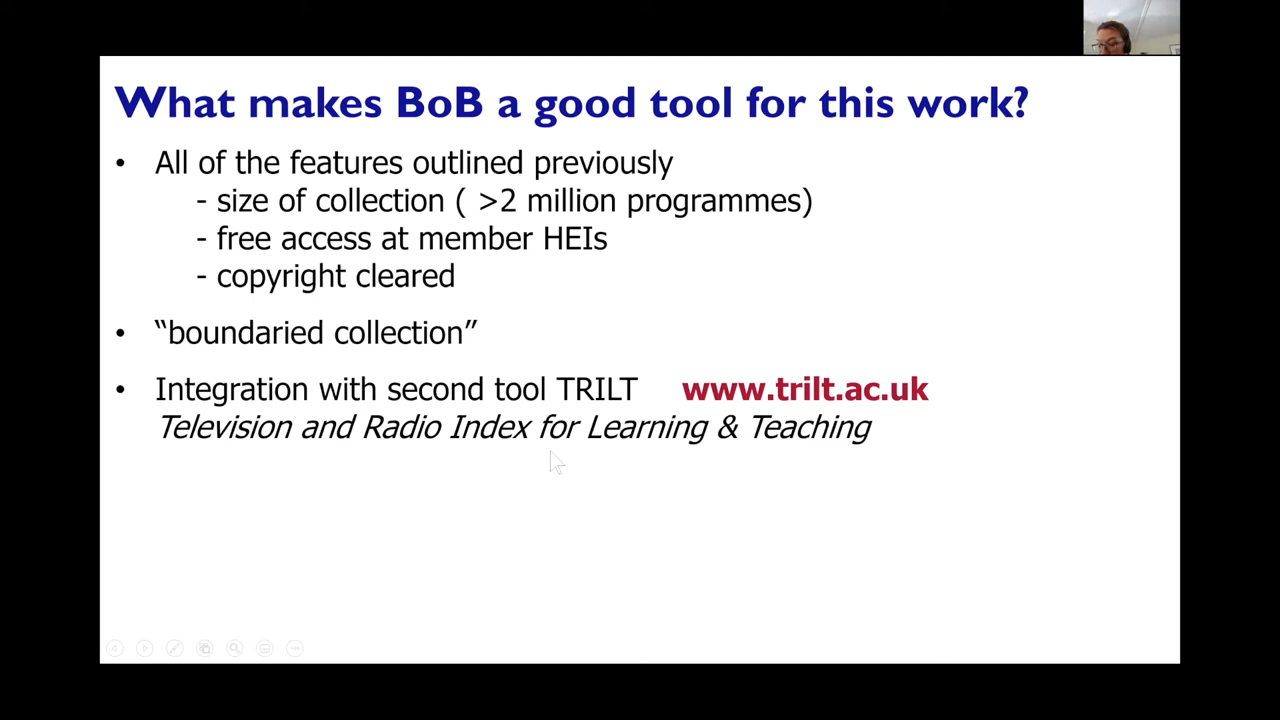 What makes BoB a good tool for this work?
• All of the features outlined previously
- size of collection ( >2 million programmes)
- free access at member HEIs
- copyright cleared
• “boundaried collection”
• Integration with second tool TRILT www.trilt.ac.uk
Television and Radio Index for Learning & Teaching